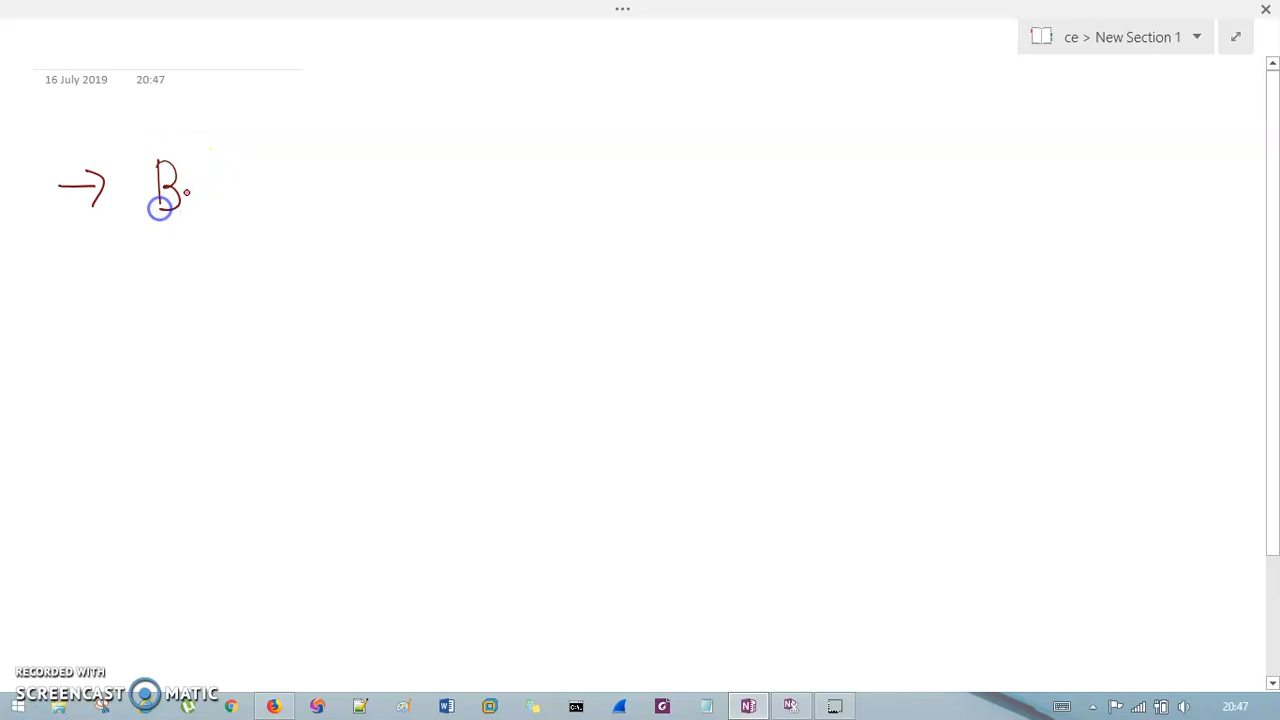 ce > New Section 1
16 July 2019 20:47
→ B
RECORDED WITH
SCREENCAST MATIC
20:47